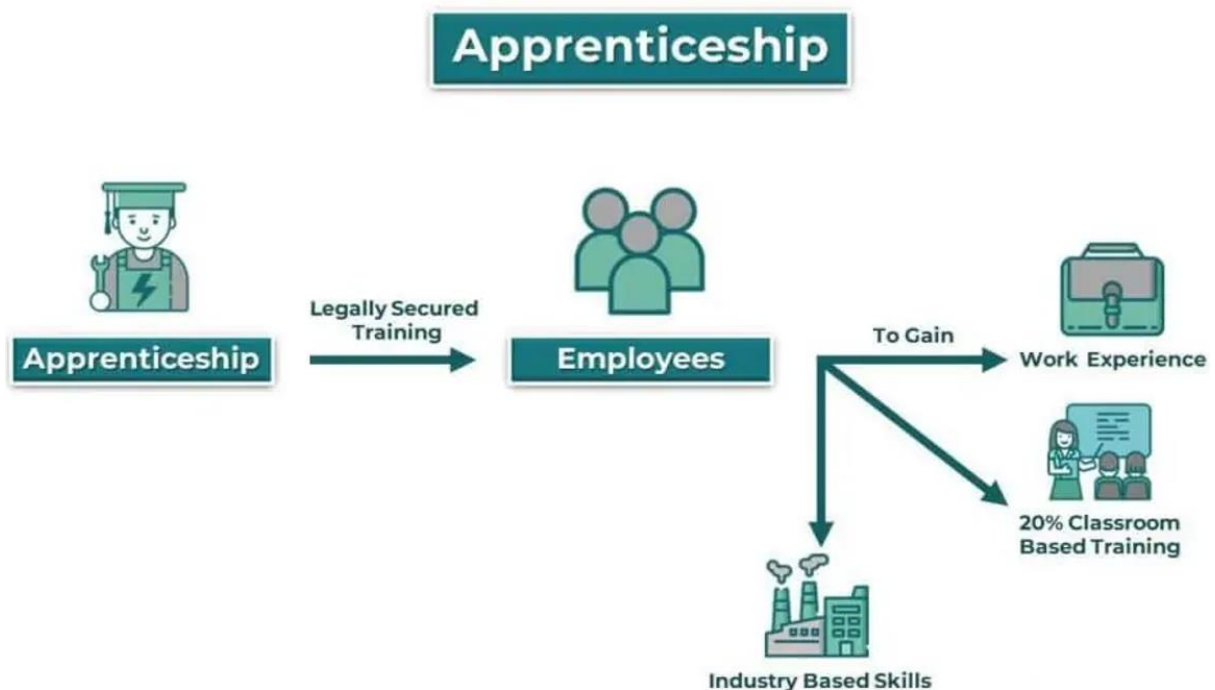 Apprenticeship
Legally Secured
Training
Apprenticeship
Employees
To Gain
Work Experience
20% Classroom
Based Training
Industry Based Skills